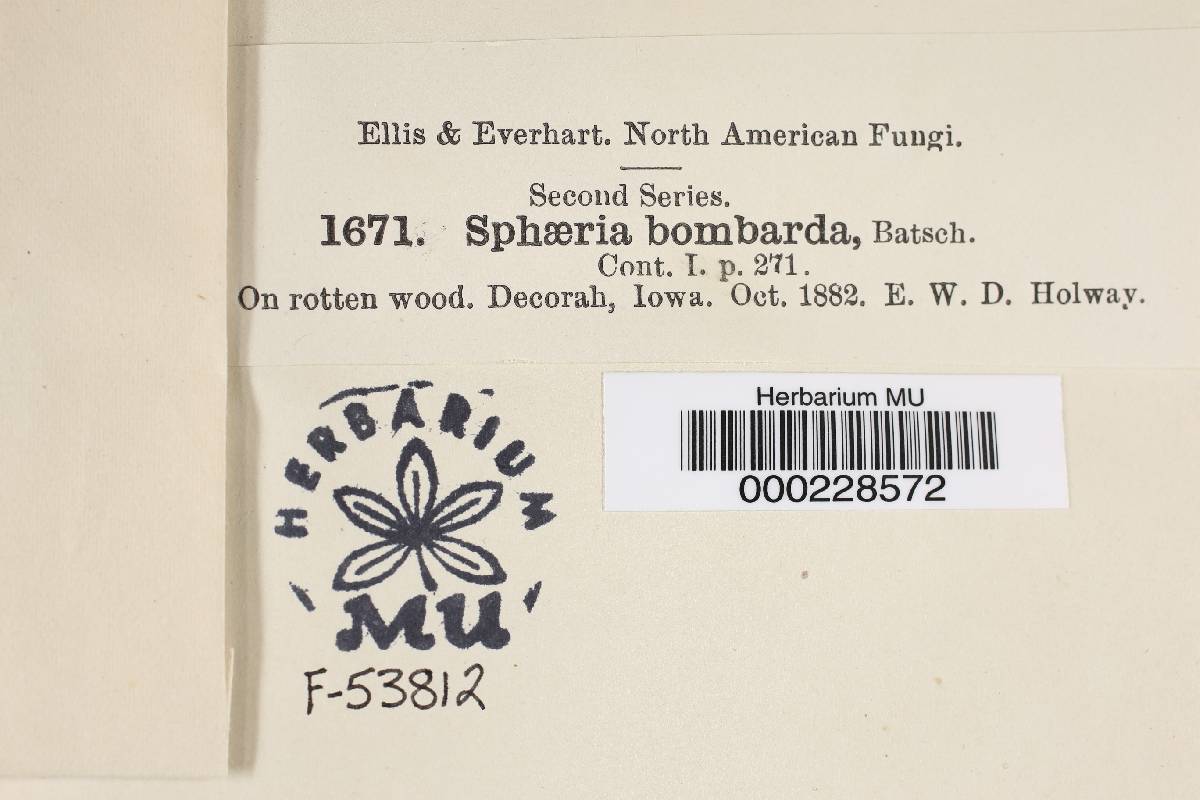 Ellis & Everhart. North American Fungi.
Second Series.
1671. Sphæria bombarda, Batsch.
Cont. I. p. 271.
On rotten wood. Decorah, Iowa. Oct. 1882. E. W. D. Holway.
HERBARIUM
MU
F-53812
Herbarium MU
000228572